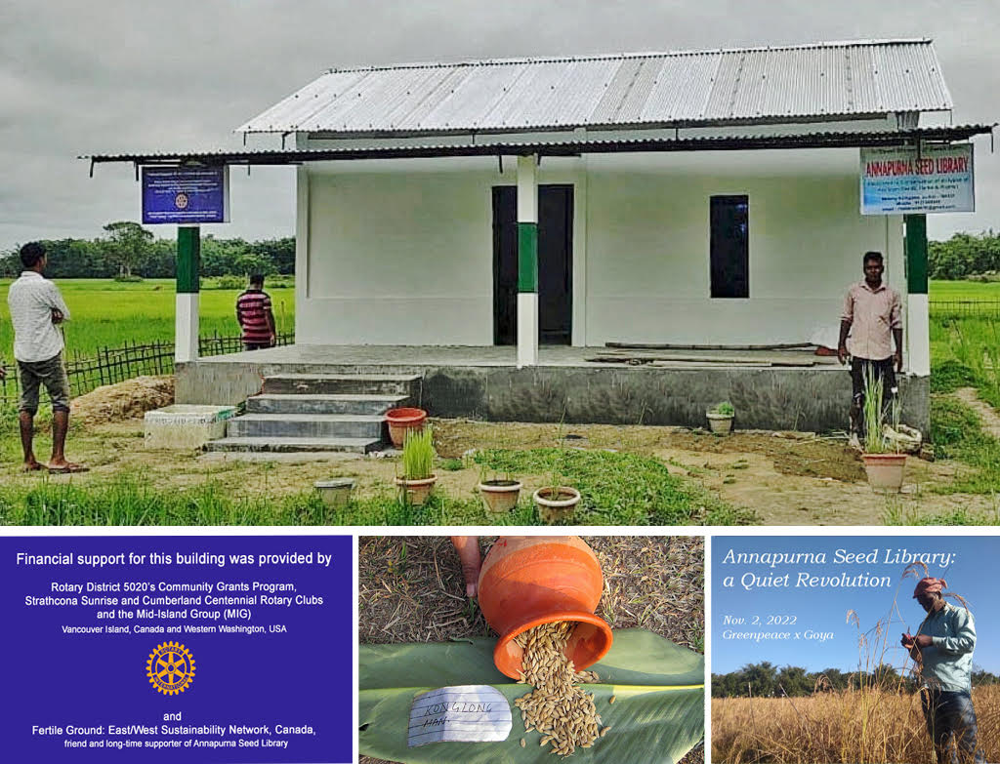 ANNAPURNA SEED LIBRARY
Financial support for this building was provided by
Rotary District 5020's Community Grants Program,
Strathcona Sunrise and Cumberland Centennial Rotary Clubs
and the Mid-Island Group (MIG)
Vancouver Island, Canada and Western Washington, USA
and
Fertile Ground: East/West Sustainability Network, Canada,
friend and long-time supporter of Annapurna Seed Library
KONGLONG
HAN.
Annapurna Seed Library:
a Quiet Revolution
Nov. 2, 2022
Greenpeace x Goya